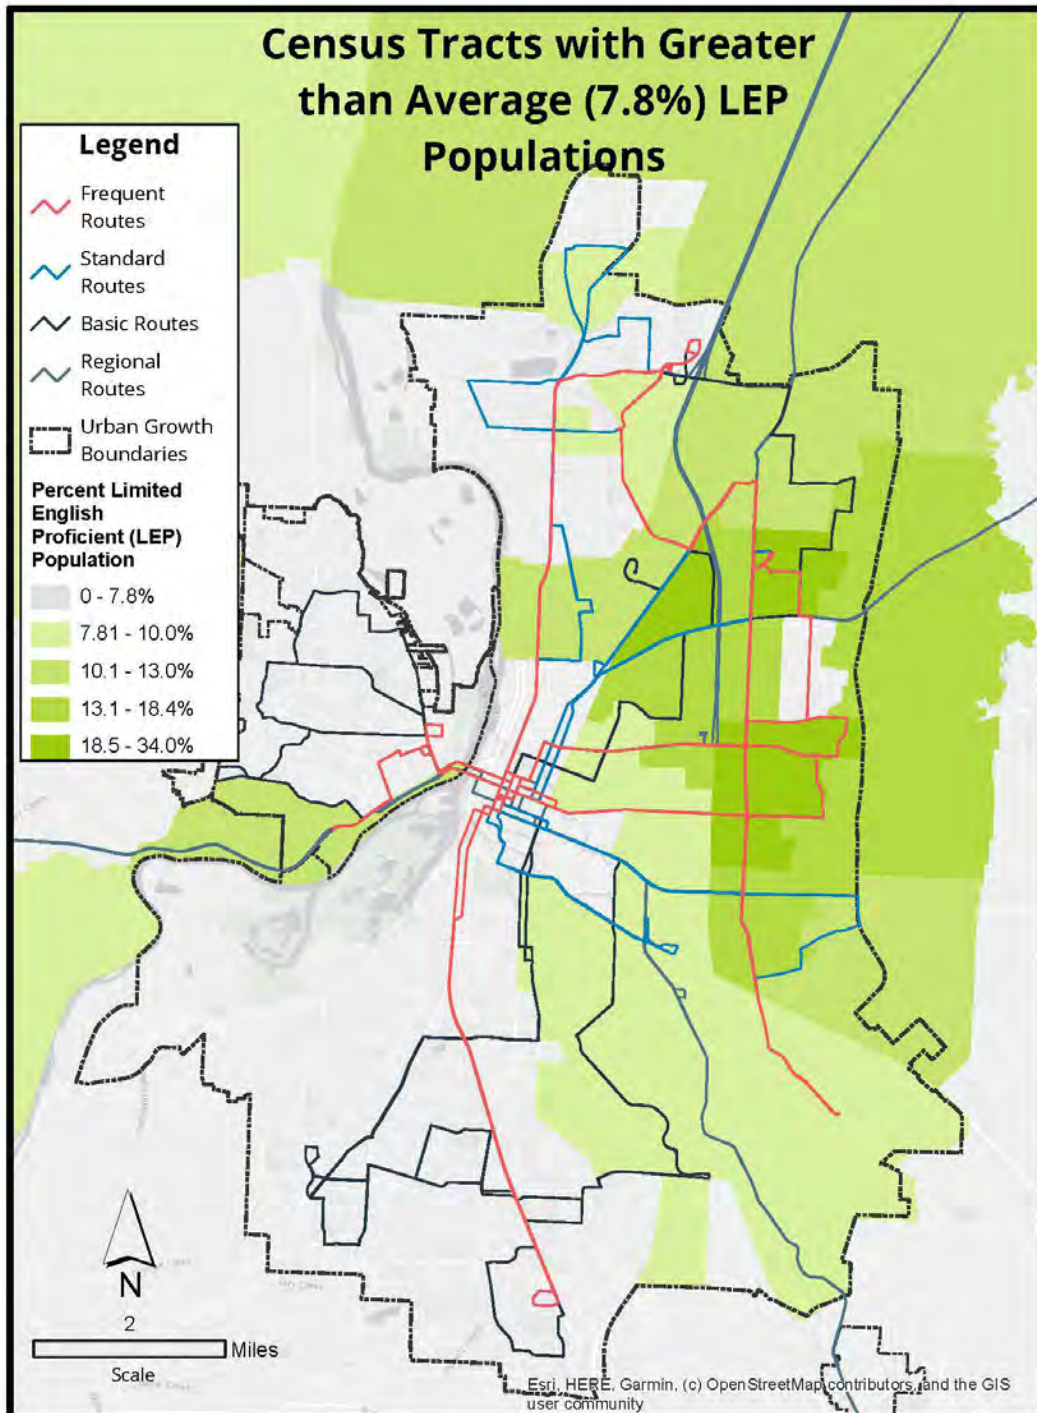 Census Tracts with Greater
than Average (7.8%) LEP
Populations
Legend
Frequent
Routes
Standard
Routes
Basic Routes
Regional
Routes
Urban Growth
Boundaries
Percent Limited
English
Proficient (LEP)
Population
0 - 7.8%
7.81 - 10.0%
10.1 - 13.0%
13.1 - 18.4%
18.5 - 34.0%
N
2
Miles
Scale
Esri, HERE, Garmin, (c) OpenStreetMap contributors, and the GIS
user community